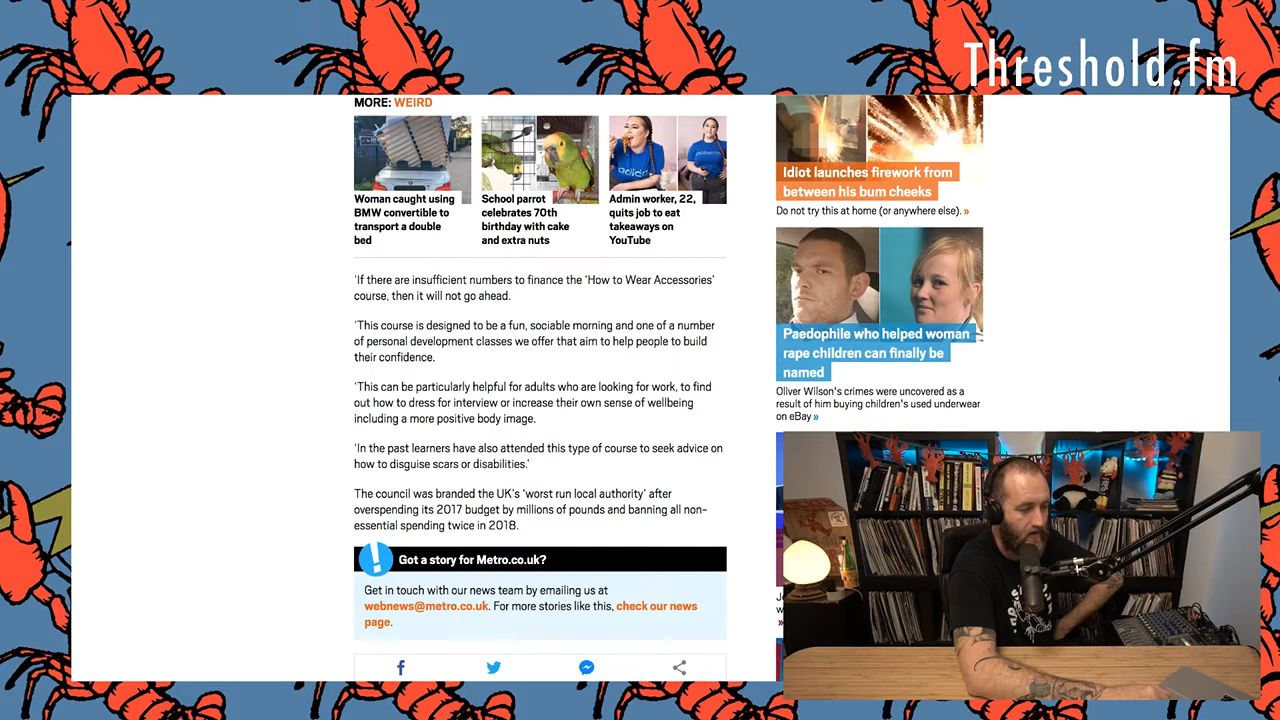 Threshold.fm
MORE: WEIRD
Woman caught using
BMW convertible to
transport a double
bed
School parrot
celebrates 70th
birthday with cake
and extra nuts
Admin worker, 22,
quits job to eat
takeaways on
YouTube
'If there are insufficient numbers to finance the 'How to Wear Accessories'
course, then it will not go ahead.
'This course is designed to be a fun, sociable morning and one of a number
of personal development classes we offer that aim to help people to build
their confidence.
'This can be particularly helpful for adults who are looking for work, to find
out how to dress for interview or increase their own sense of wellbeing
including a more positive body image.
'In the past learners have also attended this type of course to seek advice on
how to disguise scars or disabilities.'
The council was branded the UK's 'worst run local authority' after
overspending its 2017 budget by millions of pounds and banning all non-
essential spending twice in 2018.
Got a story for Metro.co.uk?
Get in touch with our news team by emailing us at
webnews@metro.co.uk. For more stories like this, check our news
page.
Idiot launches firework from
between his bum cheeks
Do not try this at home (or anywhere else). »
Paedophile who helped woman
rape children can finally be
named
Oliver Wilson's crimes were uncovered as a
result of him buying children's used underwear
on eBay »